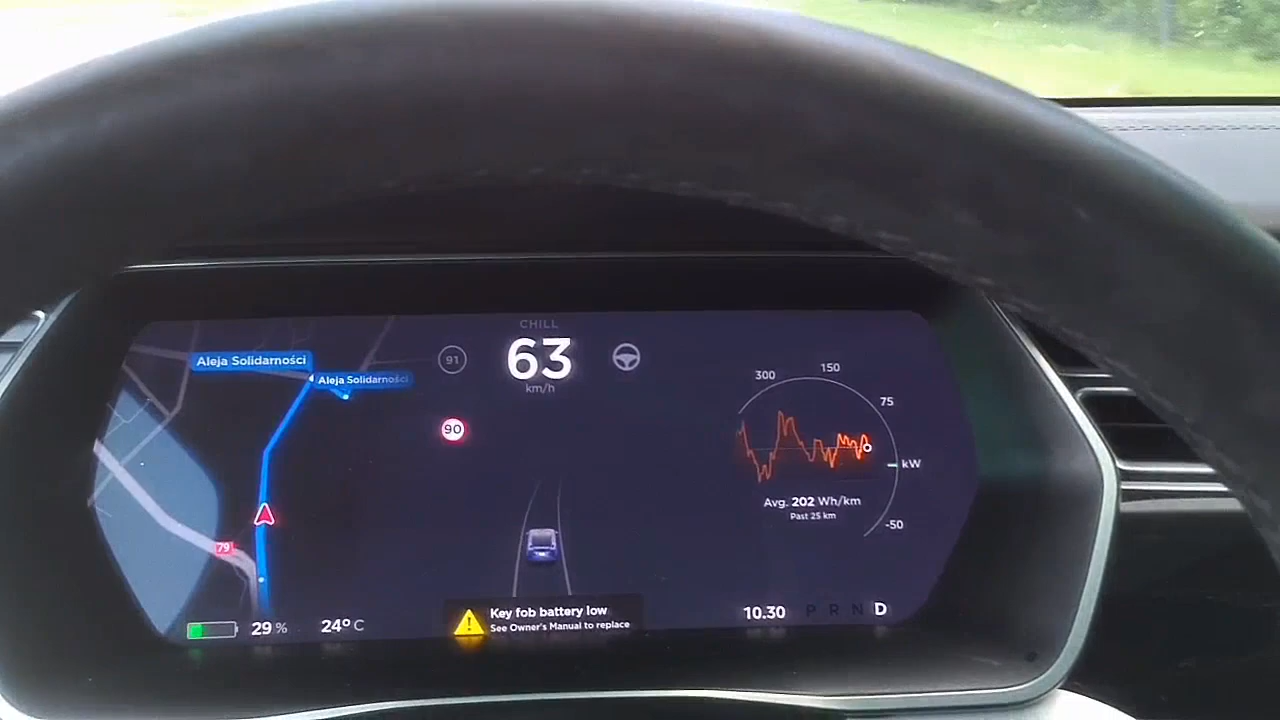 CHILL
91
63
km/h
90
Aleja Solidarności
Aleja Solidarności
79
300
150
75
kW
-50
Avg. 202 Wh/km
Past 25 km
29 %
24° C
Key fob battery low
See Owner's Manual to replace
10.30
P R N D